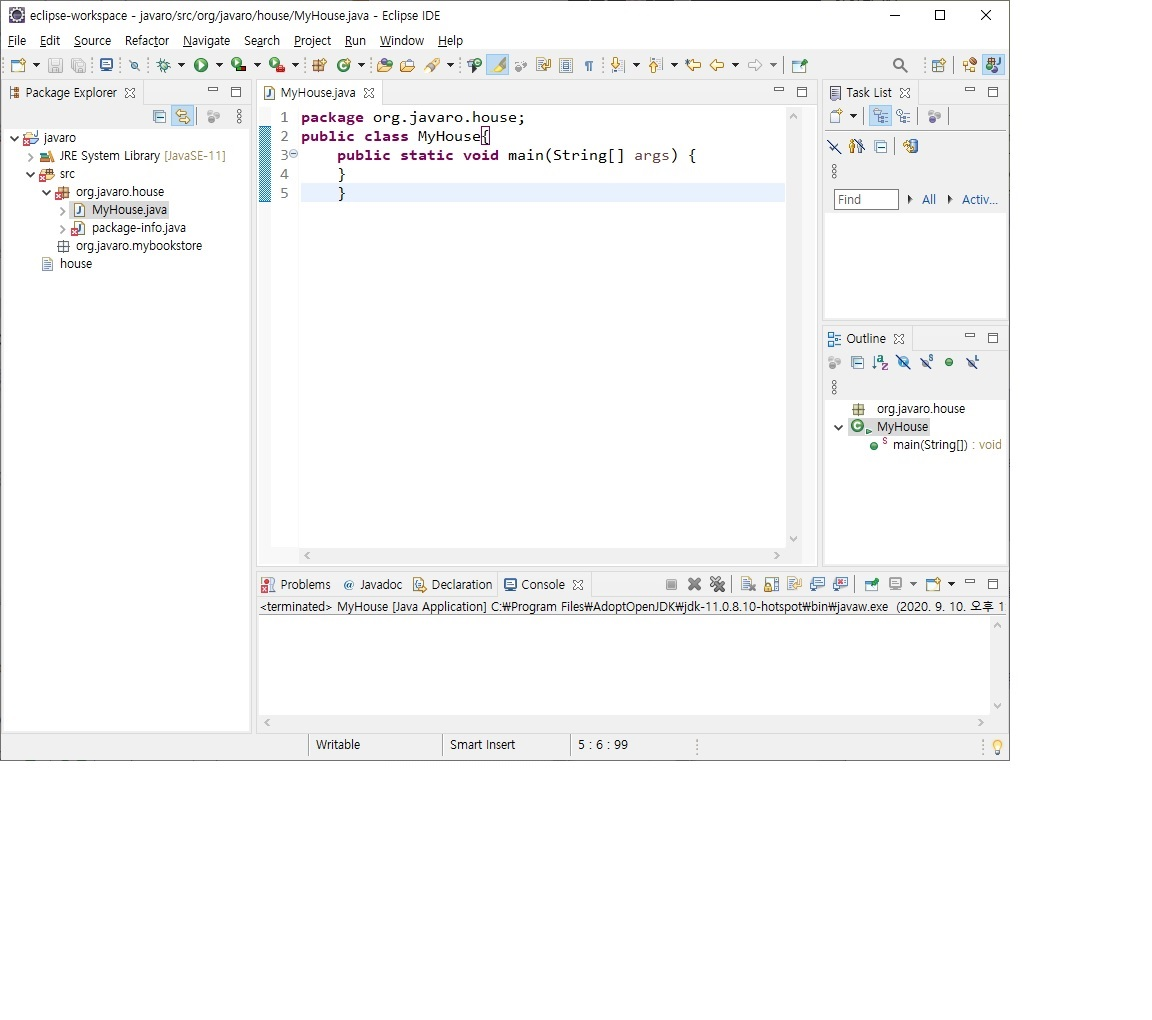 eclipse-workspace - javaro/src/org/javaro/house/MyHouse.java - Eclipse IDE
File Edit Source Refactor Navigate Search Project Run Window Help
Package Explorer
javaro
JRE System Library [JavaSE-11]
src
org.javaro.house
MyHouse.java
package-info.java
org.javaro.mybookstore
house
MyHouse.java
1 package org.javaro.house;
2 public class MyHouse{
3 public static void main(String[] args) {
4 }
5 }
Task List
Find All Activ...
Outline
org.javaro.house
MyHouse
main(String[]) : void
Problems @ Javadoc Declaration Console
<terminated> MyHouse [Java Application] C:₩Program Files₩AdoptOpenJDK₩jdk-11.0.8.10-hotspot₩bin₩javaw.exe (2020. 9. 10. 오후 1
Writable Smart Insert 5 : 6 : 99